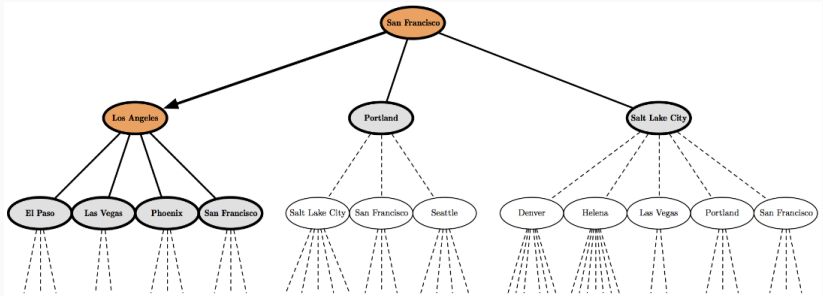 San Francisco
Los Angeles
Portland
Salt Lake City
El Paso
Las Vegas
Phoenix
San Francisco
Salt Lake City
San Francisco
Seattle
Denver
Helena
Las Vegas
Portland
San Francisco